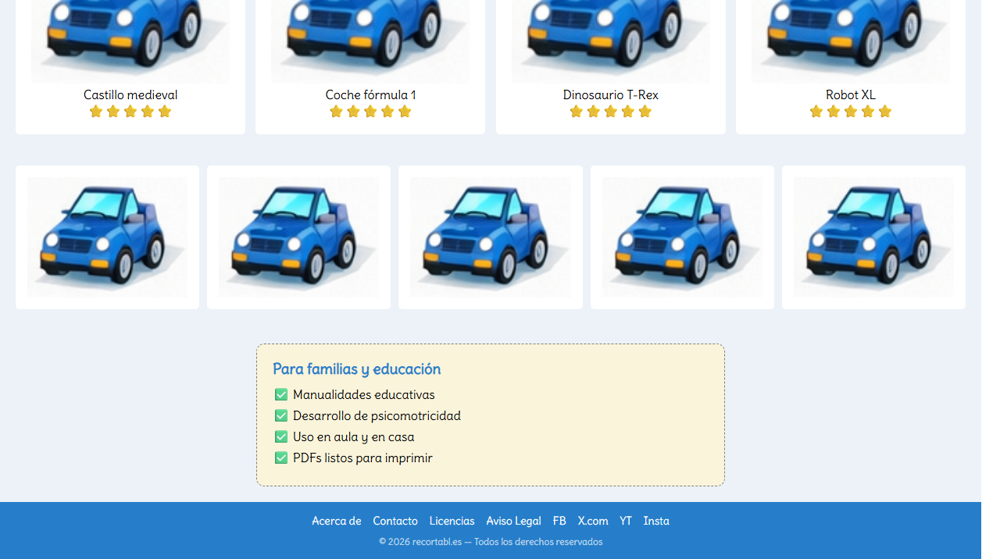 Castillo medieval
Coche fórmula 1
Dinosaurio T-Rex
Robot XL
Para familias y educación
Manualidades educativas
Desarrollo de psicomotricidad
Uso en aula y en casa
PDFs listos para imprimir
Acerca de Contacto Licencias Aviso Legal FB X.com YT Insta
© 2026 recortabl.es — Todos los derechos reservados